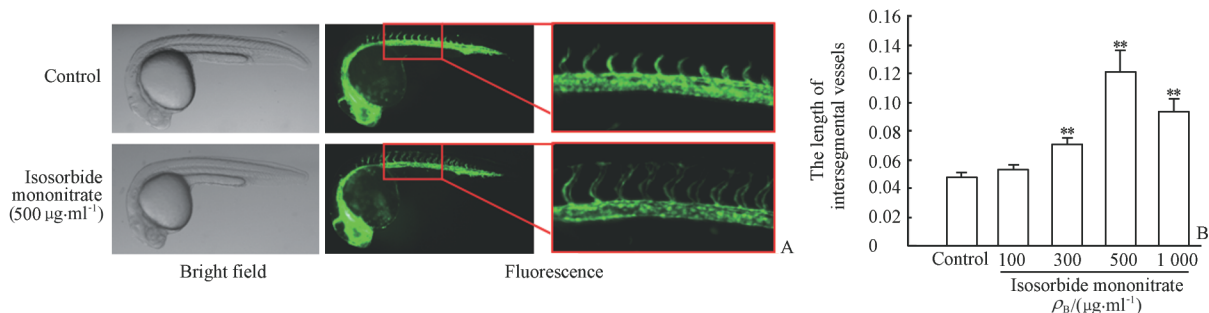 Control
Isosorbide
mononitrate
(500 μg·ml⁻¹)
Bright field
Fluorescence
A
The length of
intersegmental vessels
0.16
0.14
0.12
0.10
0.08
0.06
0.04
0.02
0
**
**
**
Control
100
300
500
1 000
Isosorbide mononitrate
ρB/(μg·ml⁻¹)
B